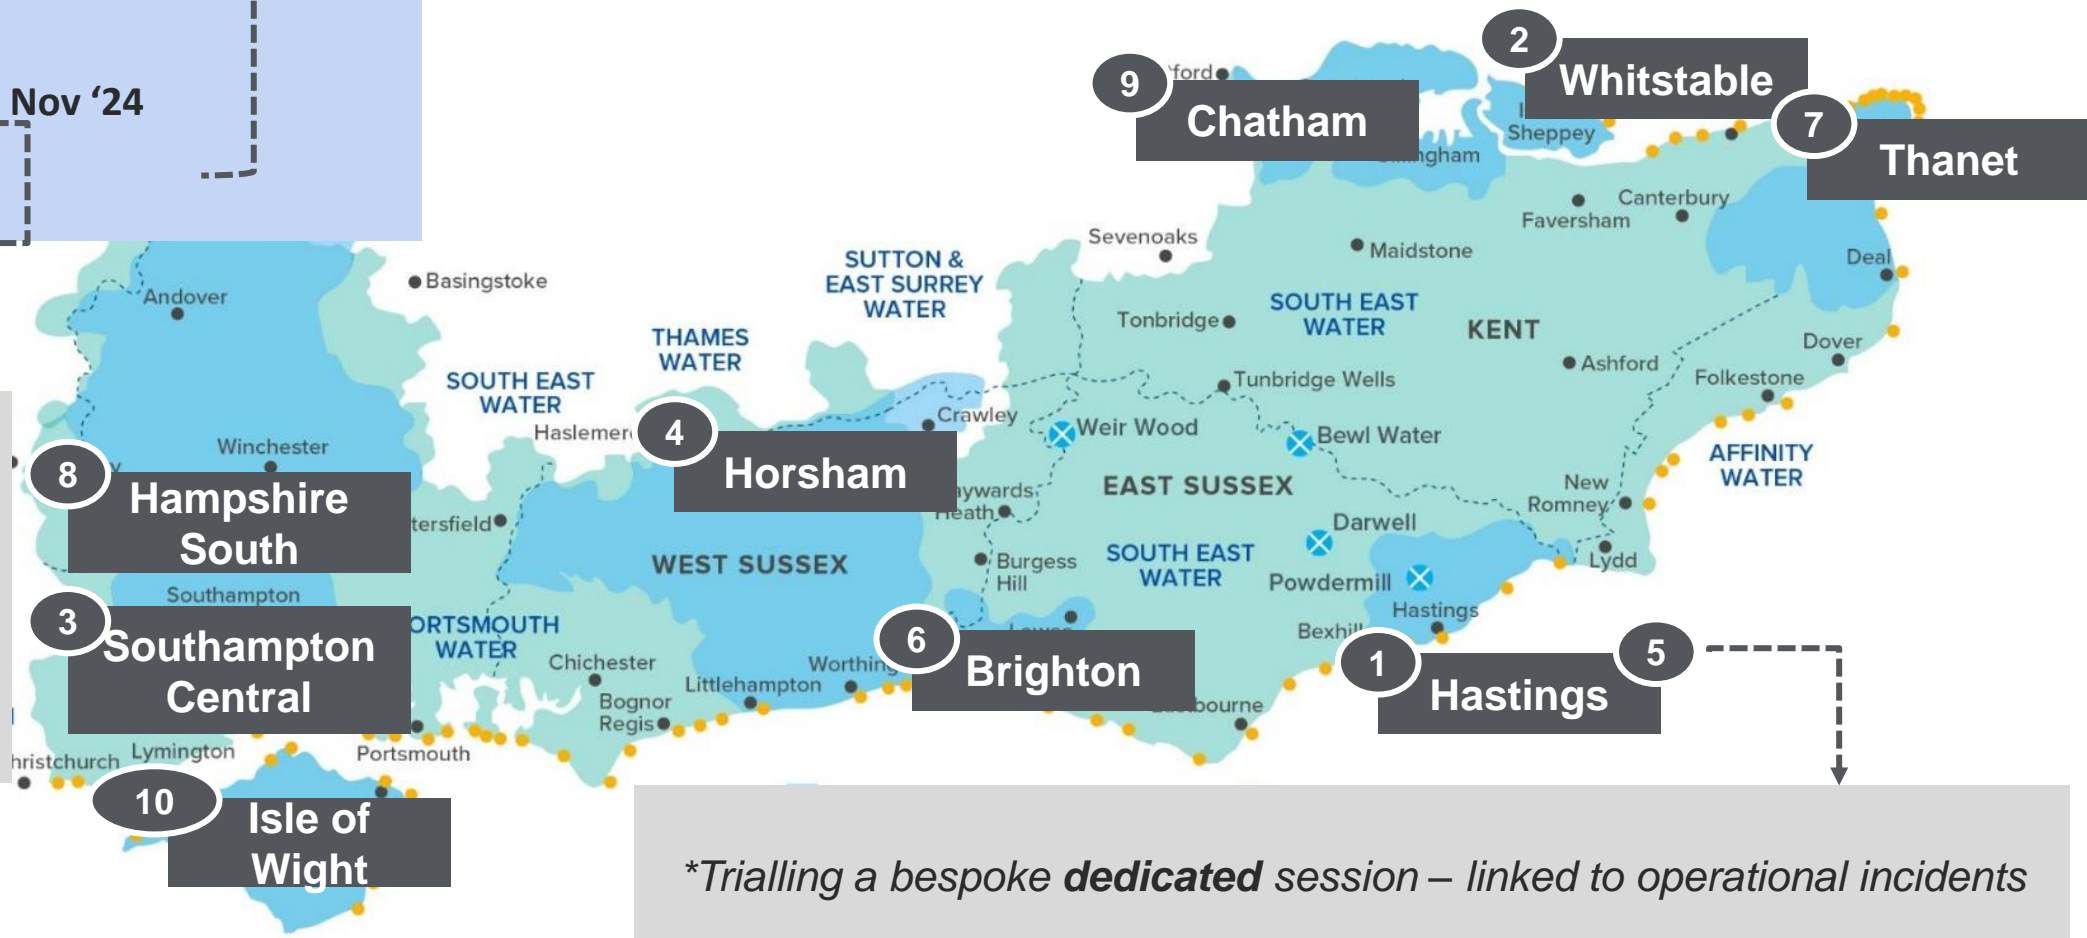 Nov ‘24
2
Whitstable
9
Chatham
Sheppey
7
Thanet
Canterbury
Faversham
Sevenoaks
Maidstone
Deal
SUTTON &
EAST SURREY
WATER
Basingstoke
Andover
SOUTH EAST
WATER
Tonbridge
KENT
Dover
THAMES
WATER
Ashford
Folkestone
Tunbridge Wells
SOUTH EAST
WATER
Crawley
Haslemer
4
Horsham
Weir Wood
Bewl Water
Winchester
AFFINITY
WATER
8
Hampshire
South
EAST SUSSEX
New
Romney
Heath
Darwell
WEST SUSSEX
Burgess
Hill
SOUTH EAST
WATER
Powdermill
Lydd
Southampton
Hastings
3
Southampton
Central
WATER
Chichester
Worthing
6
Brighton
Bexhill
1
Hastings
5
Littlehampton
Bognor
Regis
Lymington
Portsmouth
10
Isle of
Wight
*Trialling a bespoke dedicated session – linked to operational incidents